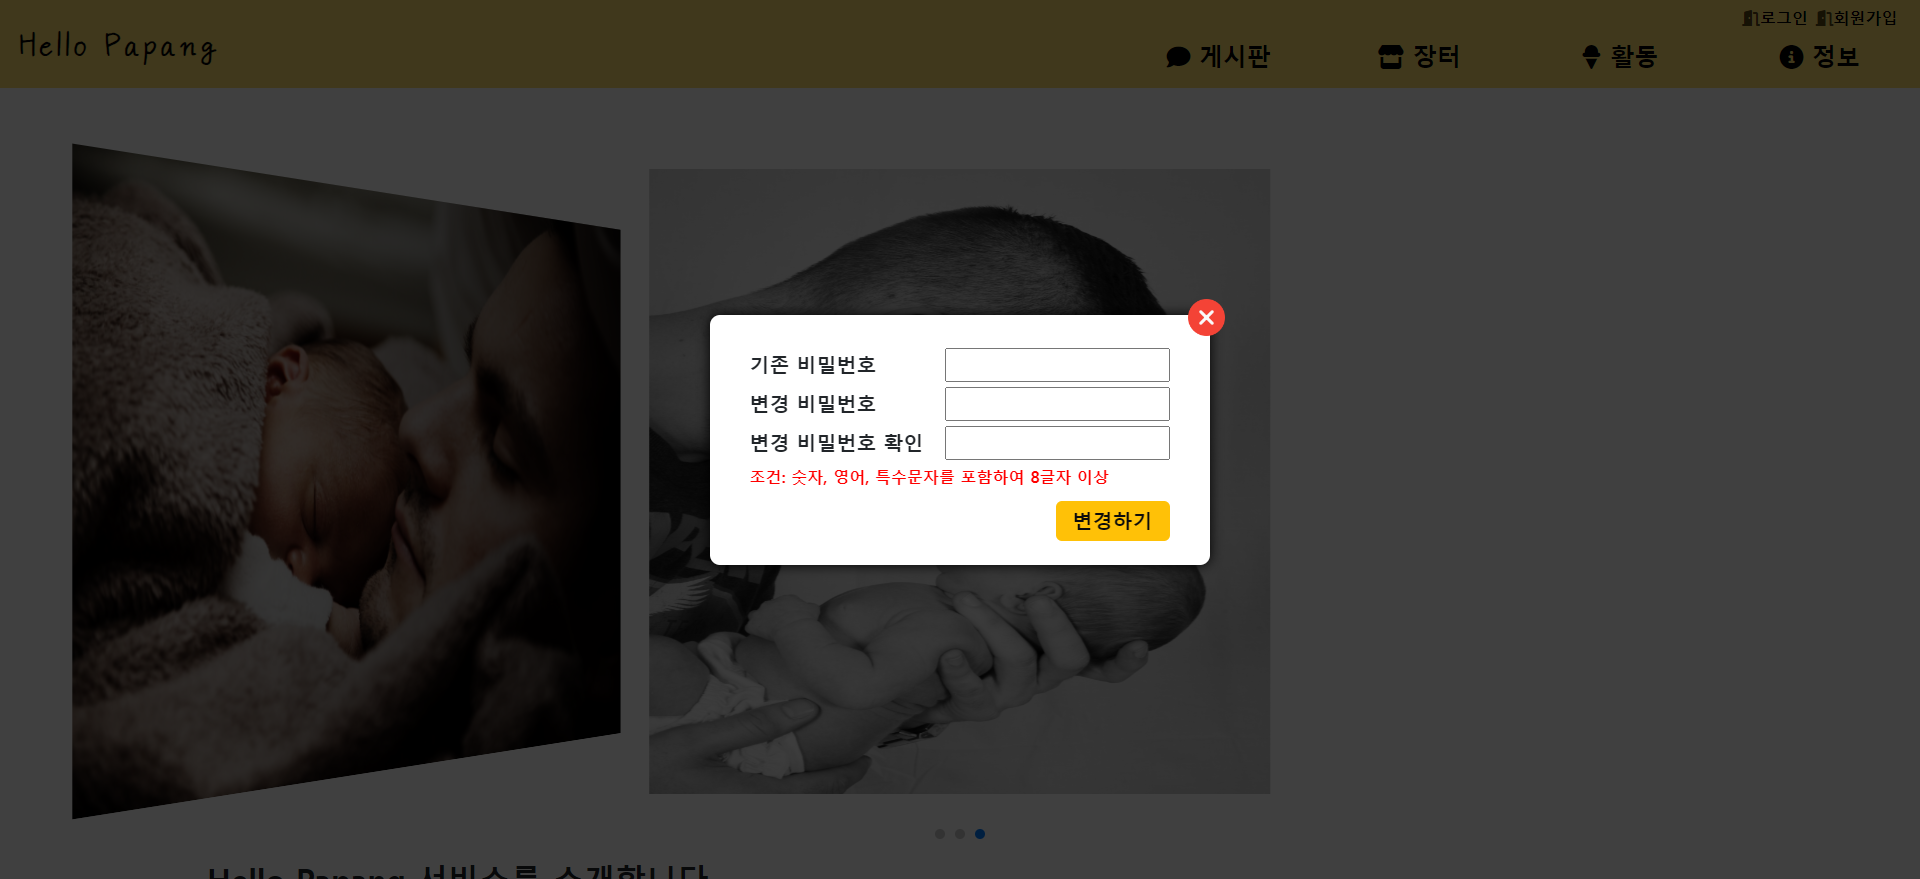 로그인 회원가입
Hello Papang
게시판 장터 활동 정보
기존 비밀번호
변경 비밀번호
변경 비밀번호 확인
조건: 숫자, 영어, 특수문자를 포함하여 8글자 이상
변경하기
Hello Papang 서비스를 소개합니다